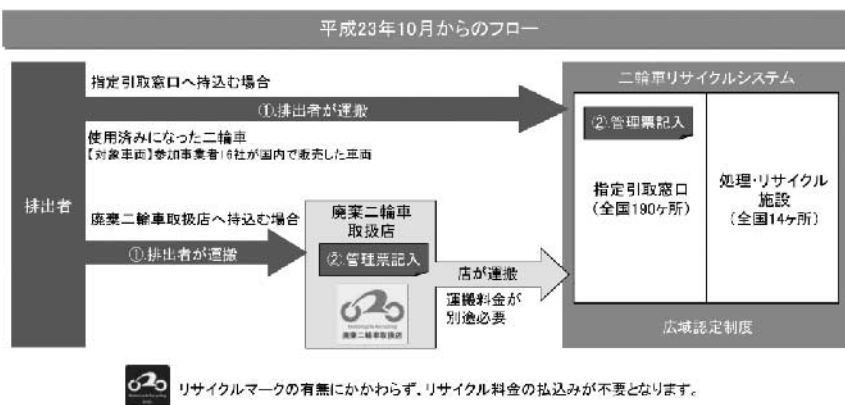 平成23年10月からのフロー
排出者
指定引取窓口へ持込む場合
①.排出者が運搬
使用済みになった二輪車
【対象車両】参加事業者16社が国内で販売した車両
廃棄二輪車取扱店へ持込む場合
①.排出者が運搬
廃棄二輪車
取扱店
②.管理票記入
廃棄二輪車取扱店
店が運搬
運搬料金が
別途必要
二輪車リサイクルシステム
②.管理票記入
指定引取窓口
(全国190ヶ所)
処理・リサイクル
施設
(全国14ヶ所)
広域認定制度
リサイクルマークの有無にかかわらず、リサイクル料金の払込みが不要となります。